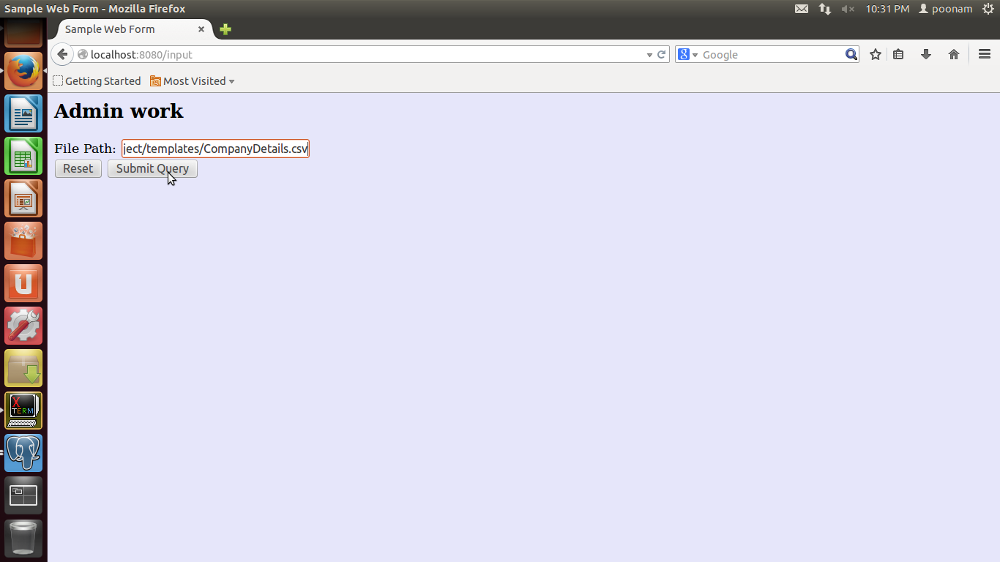 Sample Web Form - Mozilla Firefox
10:31 PM poonam
Sample Web Form
localhost:8080/input
Google
Getting Started Most Visited
Admin work
File Path: ject/templates/CompanyDetails.csv
Reset Submit Query
U
X
TERM